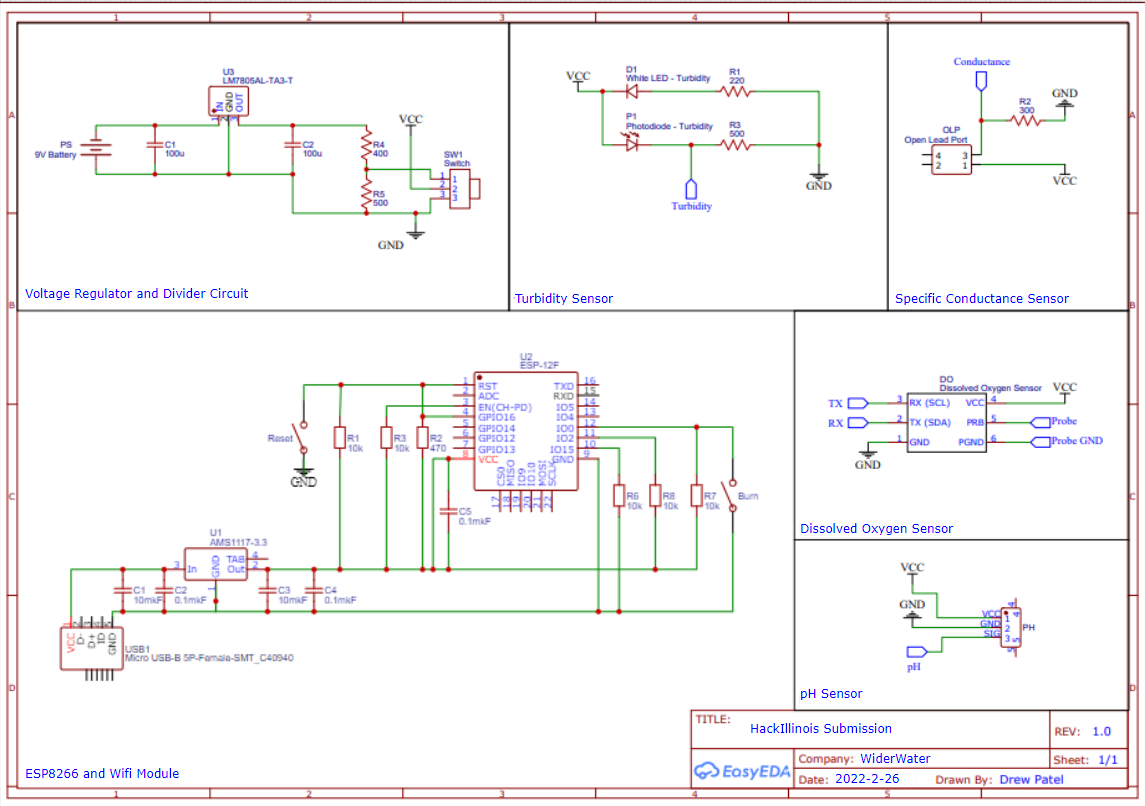 1 2 3 4 5
A
B
C
D
U3
LM7805AL-TA3-T
IN
GND
OUT
1 2 3
PS
9V Battery
C1
100u
C2
100u
R4
400
R5
500
VCC
SW1
Switch
1 1
2 2
3 3
GND
Voltage Regulator and Divider Circuit
VCC
D1
White LED - Turbidity
R1
220
P1
Photodiode - Turbidity
R3
500
GND
Turbidity
Turbidity Sensor
Conductance
GND
R2
300
OLP
Open Lead Port
4 3
2 1
VCC
Specific Conductance Sensor
U2
ESP-12F
1 RST
2 ADC
3 EN(CH-PD)
4 GPIO16
5 GPIO14
6 GPIO12
7 GPIO13
8 VCC
TXD 16
RXD 15
IO5 14
IO4 13
IO0 12
IO2 11
IO15 10
GND 9
CS0
MISO
IO9
IO10
MOSI
SCLK
17 18 19 20 21 22
Reset
GND
R1
10k
R3
10k
R2
470
C5
0.1mkF
R6
10k
R8
10k
R7
10k
Burn
U1
AMS1117-3.3
3 In
GND
1
TAB 4
Out 2
C1
10mkF
C2
0.1mkF
C3
10mkF
C4
0.1mkF
VCC
D-
D+
ID
GND
1 2 3 4 5
USB1
Micro USB-B 5P-Female-SMT_C40940
ESP8266 and Wifi Module
DO
Dissolved Oxygen Sensor
VCC
TX 3 RX (SCL) VCC 4
RX 2 TX (SDA) PRB 5 Probe
1 GND PGND 6 Probe GND
GND
Dissolved Oxygen Sensor
VCC
GND
VCC 1
GND 2
SIG 3
4 4
5 5
PH
pH
pH Sensor
TITLE:
HackIllinois Submission
REV: 1.0
EasyEDA
Company: WiderWater
Sheet: 1/1
Date: 2022-2-26
Drawn By: Drew Patel
A
B
C
D
1 2 3 4 5